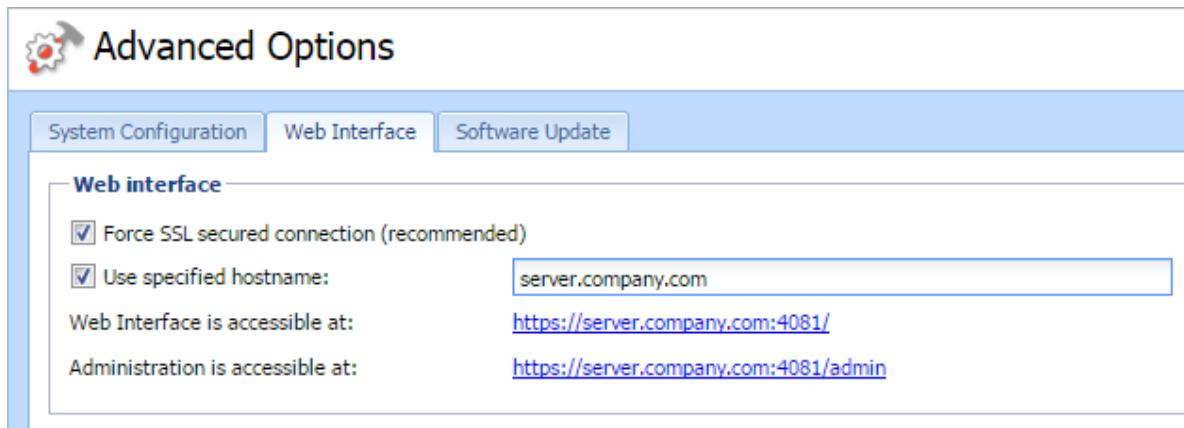 Advanced Options
System Configuration Web Interface Software Update
Web interface
Force SSL secured connection (recommended)
Use specified hostname: server.company.com
Web Interface is accessible at: https://server.company.com:4081/
Administration is accessible at: https://server.company.com:4081/admin